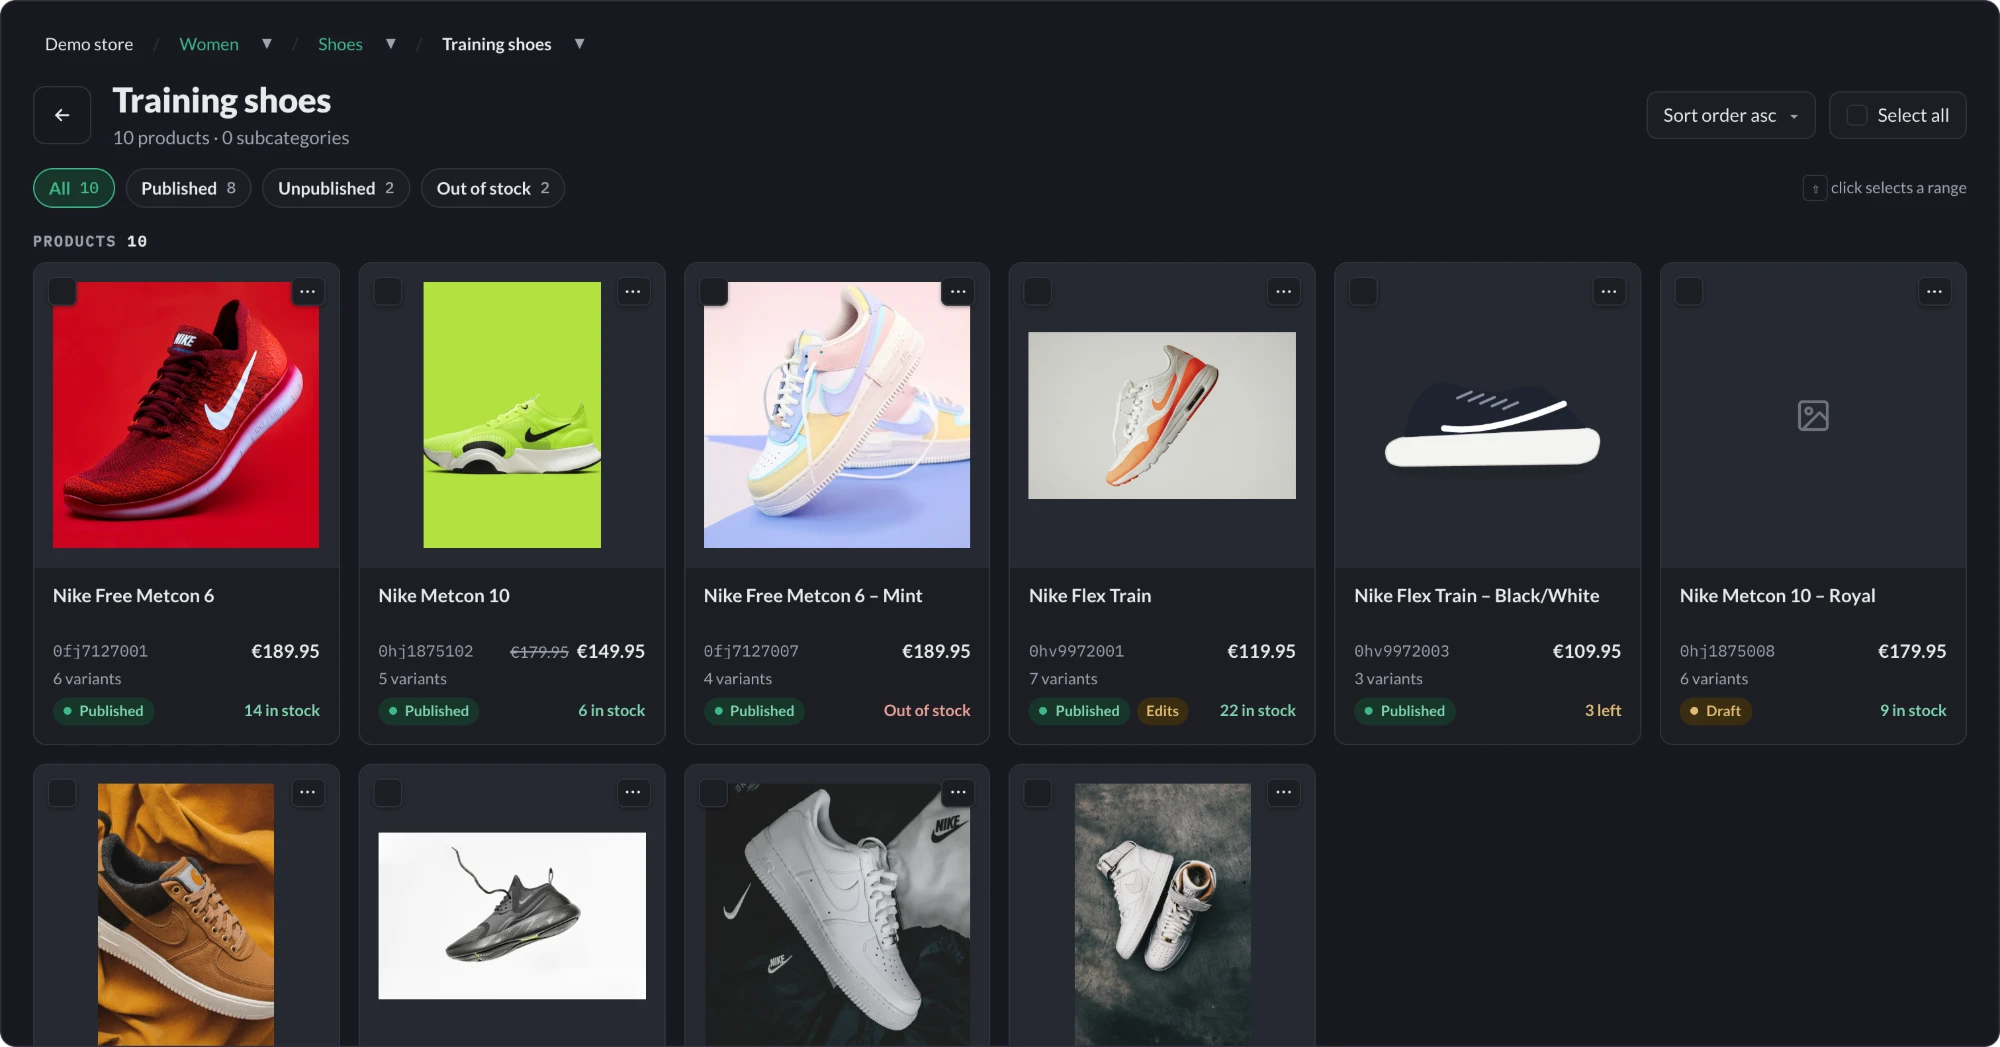 Demo store / Women ▼ / Shoes ▼ / Training shoes ▼
← Training shoes
10 products · 0 subcategories
Sort order asc
Select all
All 10
Published 8
Unpublished 2
Out of stock 2
⇧ click selects a range
PRODUCTS 10
NIKE
Nike Free Metcon 6
0fj7127001 €189.95
6 variants
Published 14 in stock
Nike Metcon 10
0hj1875102 €179.95 €149.95
5 variants
Published 6 in stock
Nike Free Metcon 6 – Mint
0fj7127007 €189.95
4 variants
Published Out of stock
Nike Flex Train
0hv9972001 €119.95
7 variants
Published Edits 22 in stock
Nike Flex Train – Black/White
0hv9972003 €109.95
3 variants
Published 3 left
Nike Metcon 10 – Royal
0hj1875008 €179.95
6 variants
Draft 9 in stock
NIKE
NIKE